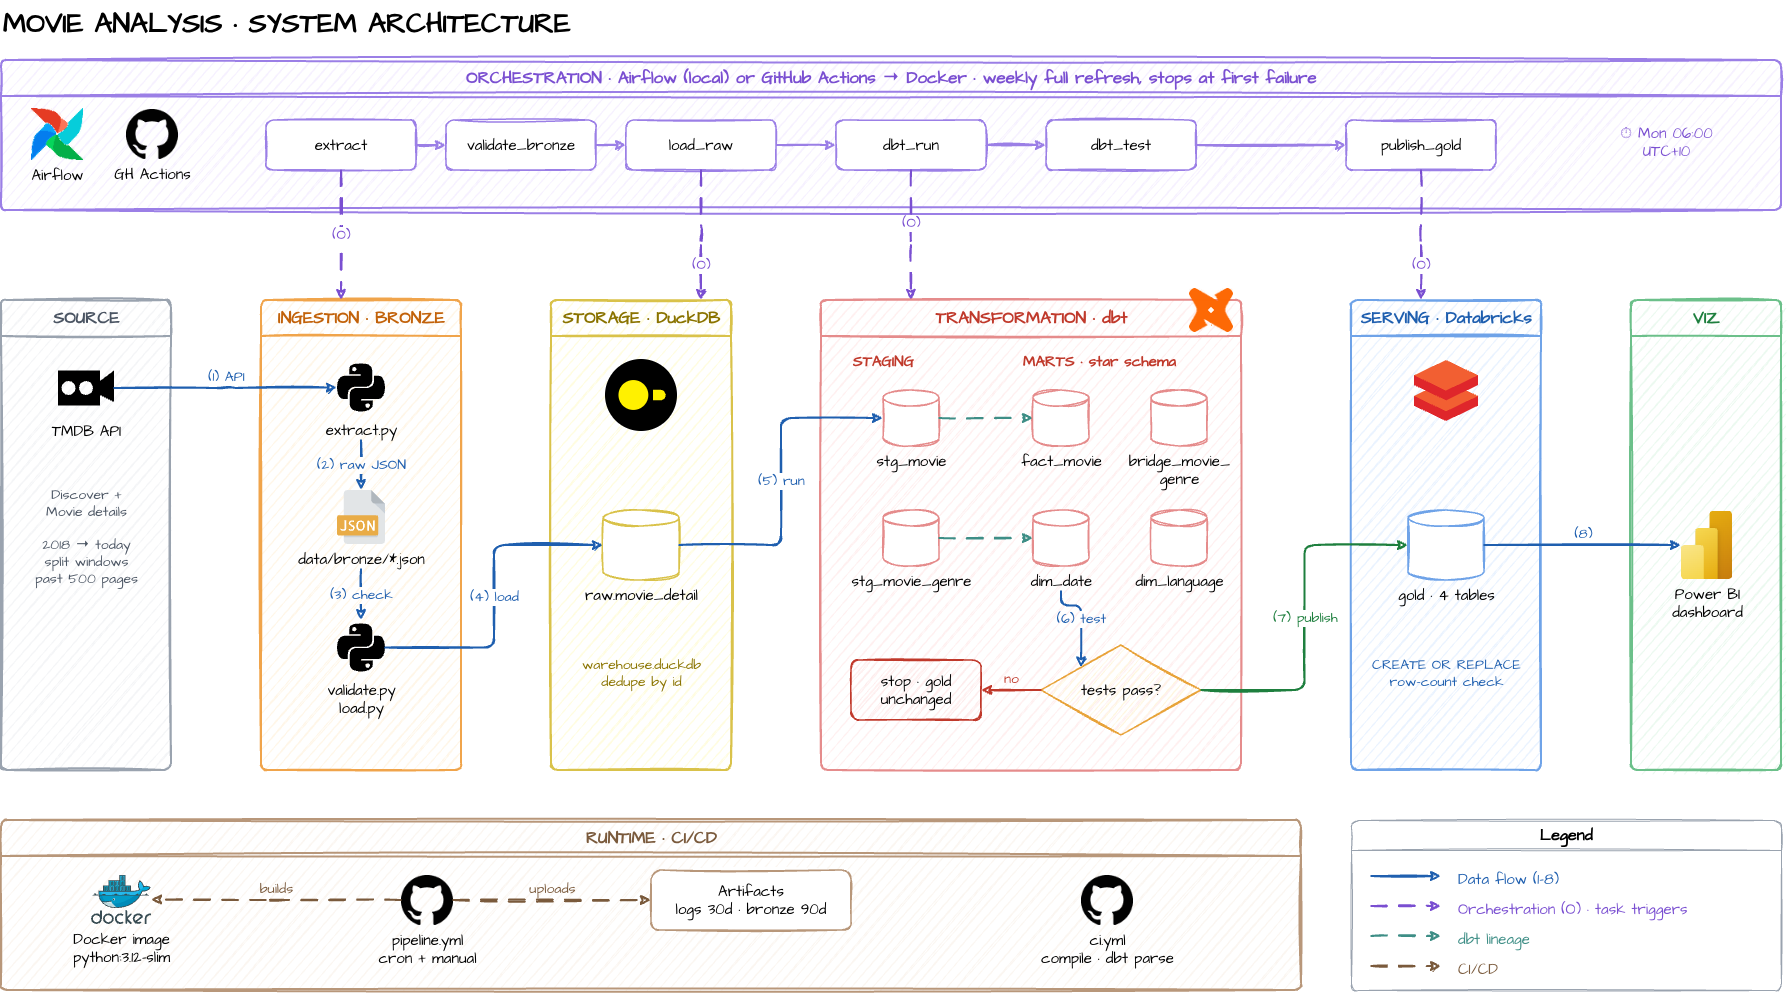 MOVIE ANALYSIS · SYSTEM ARCHITECTURE
ORCHESTRATION · Airflow (local) or GitHub Actions → Docker · weekly full refresh, stops at first failure
Airflow
GH Actions
extract
validate_bronze
load_raw
dbt_run
dbt_test
publish_gold
⏱ Mon 06:00
UTC+10
(0)
(0)
(0)
(0)
SOURCE
TMDB API
Discover +
Movie details
2018 → today
split windows
past 500 pages
(1) API
INGESTION · BRONZE
extract.py
(2) raw JSON
JSON
data/bronze/*.json
(3) check
validate.py
load.py
(4) load
STORAGE · DuckDB
raw.movie_detail
warehouse.duckdb
dedupe by id
(5) run
TRANSFORMATION · dbt
STAGING
MARTS · star schema
stg_movie
fact_movie
bridge_movie_
genre
stg_movie_genre
dim_date
dim_language
(6) test
tests pass?
no
stop · gold
unchanged
(7) publish
SERVING · Databricks
gold · 4 tables
CREATE OR REPLACE
row-count check
(8)
VIZ
Power BI
dashboard
RUNTIME · CI/CD
docker
Docker image
python:3.12-slim
builds
pipeline.yml
cron + manual
uploads
Artifacts
logs 30d · bronze 90d
ci.yml
compile · dbt parse
Legend
Data flow (1-8)
Orchestration (0) · task triggers
dbt lineage
CI/CD